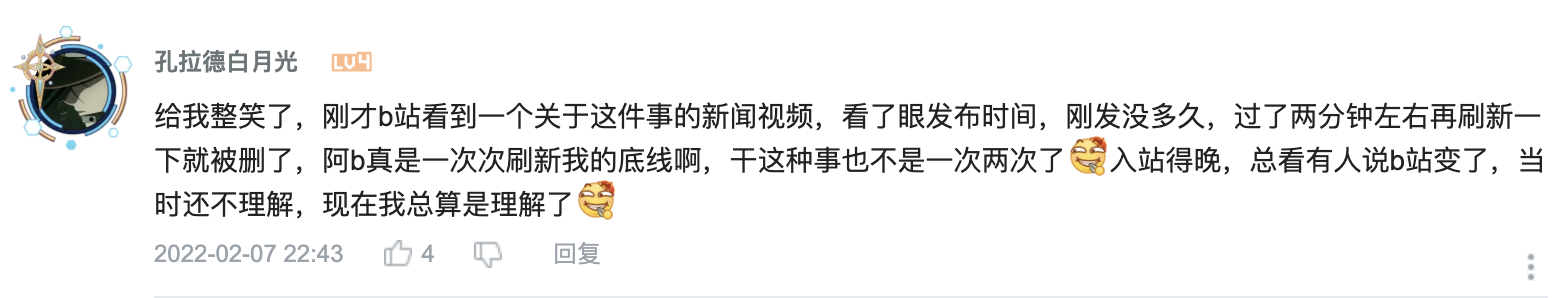 孔拉德白月光 LV4
给我整笑了，刚才b站看到一个关于这件事的新闻视频，看了眼发布时间，刚发没多久，过了两分钟左右再刷新一
下就被删了，阿b真是一次次刷新我的底线啊，干这种事也不是一次两次了入站得晚，总看有人说b站变了，当
时还不理解，现在我总算是理解了
2022-02-07 22:43 4 回复